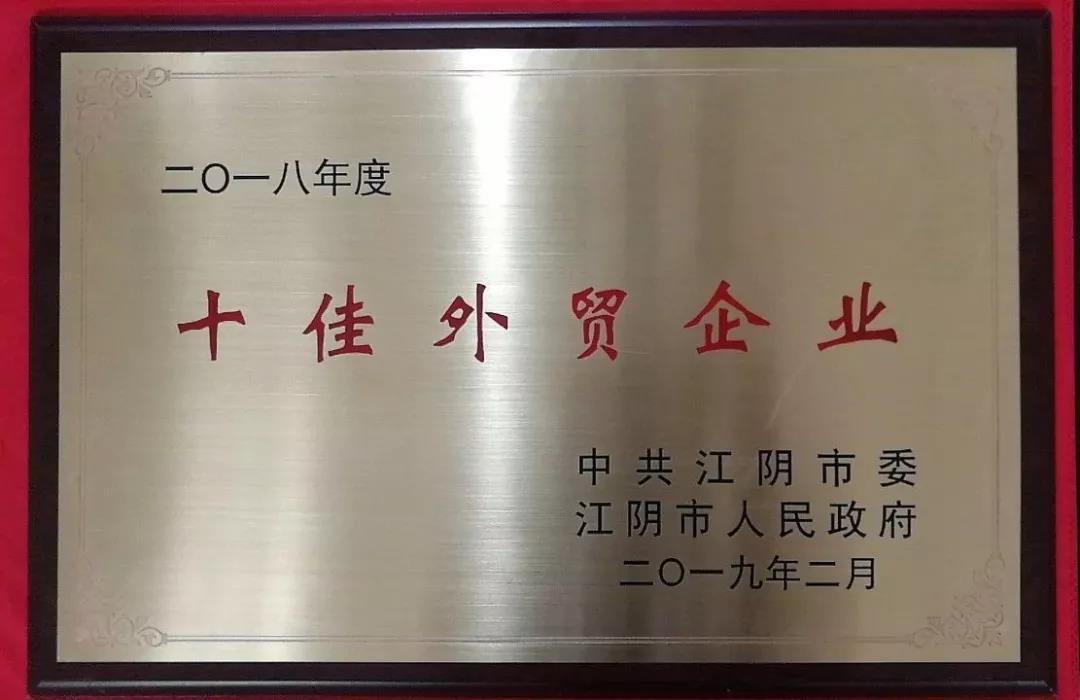 二〇一八年度
十佳外贸企业
中共江阴市委
江阴市人民政府
二〇一九年二月